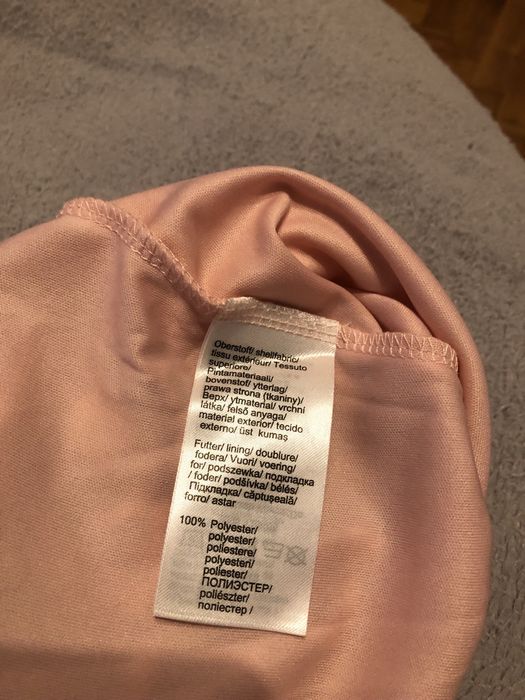 Oberstoff/ shellfabric/
tissu extérieur/ Tessuto
superiore/
Pintamateriaali/
bovenstof/ ytterlag/
prawa strona (tkaniny)/
Верх/ ytmaterial/ vrchní
látka/ felső anyaga/
material exterior/ tecido
externo/ üst kumaş
Futter/ lining/ doublure/
fodera/ Vuori/ voering/
for/ podszewka/ подкладка
/ foder/ podšívka/ bélés/
Підкладка/ căptuşeală/
forro/ astar
100% Polyester/
polyester/
poliestere/
polyesteri/
poliester/
ПОЛИЭСТЕР/
poliészter/
поліестер /